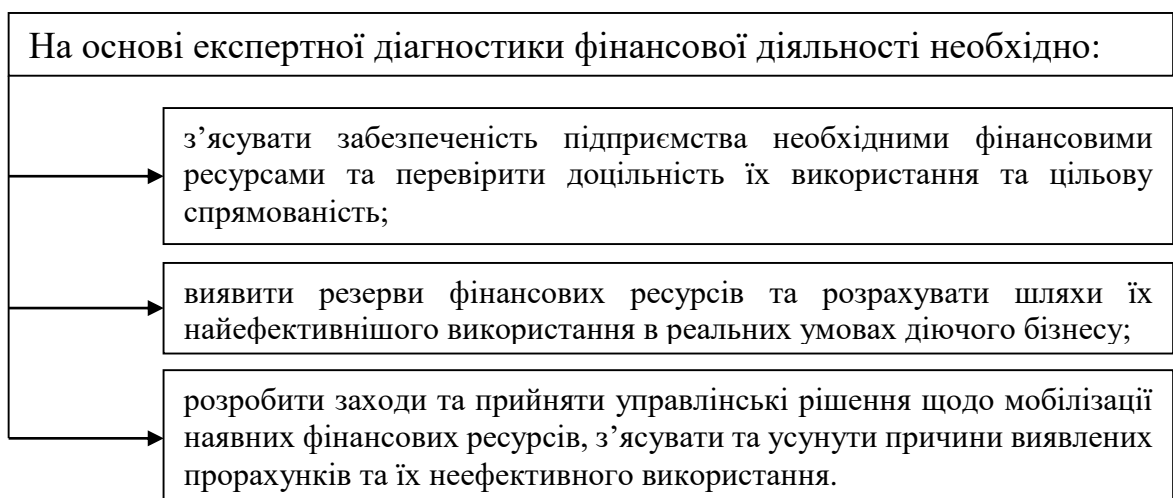 На основі експертної діагностики фінансової діяльності необхідно:
з’ясувати забезпеченість підприємства необхідними фінансовими
ресурсами та перевірити доцільність їх використання та цільову
спрямованість;
виявити резерви фінансових ресурсів та розрахувати шляхи їх
найефективнішого використання в реальних умовах діючого бізнесу;
розробити заходи та прийняти управлінські рішення щодо мобілізації
наявних фінансових ресурсів, з’ясувати та усунути причини виявлених
прорахунків та їх неефективного використання.